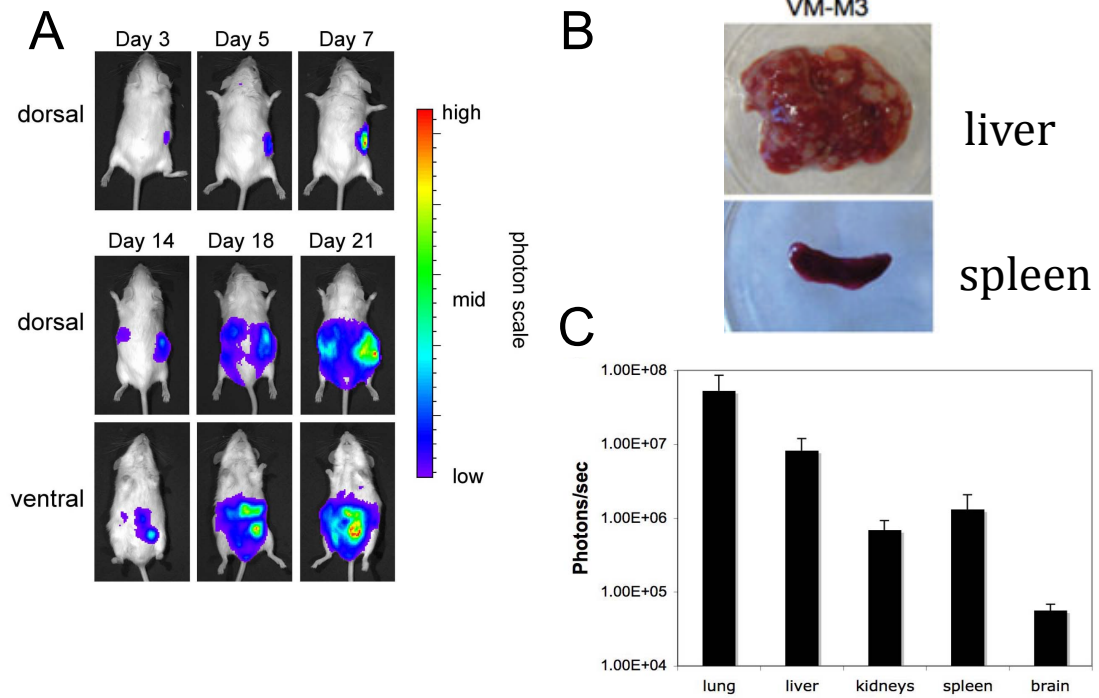 A
Day 3 Day 5 Day 7
dorsal
Day 14 Day 18 Day 21
dorsal
ventral
high
mid
low
photon scale
B
VM-M3
liver
spleen
C
Photons/sec
1.00E+08
1.00E+07
1.00E+06
1.00E+05
1.00E+04
lung liver kidneys spleen brain